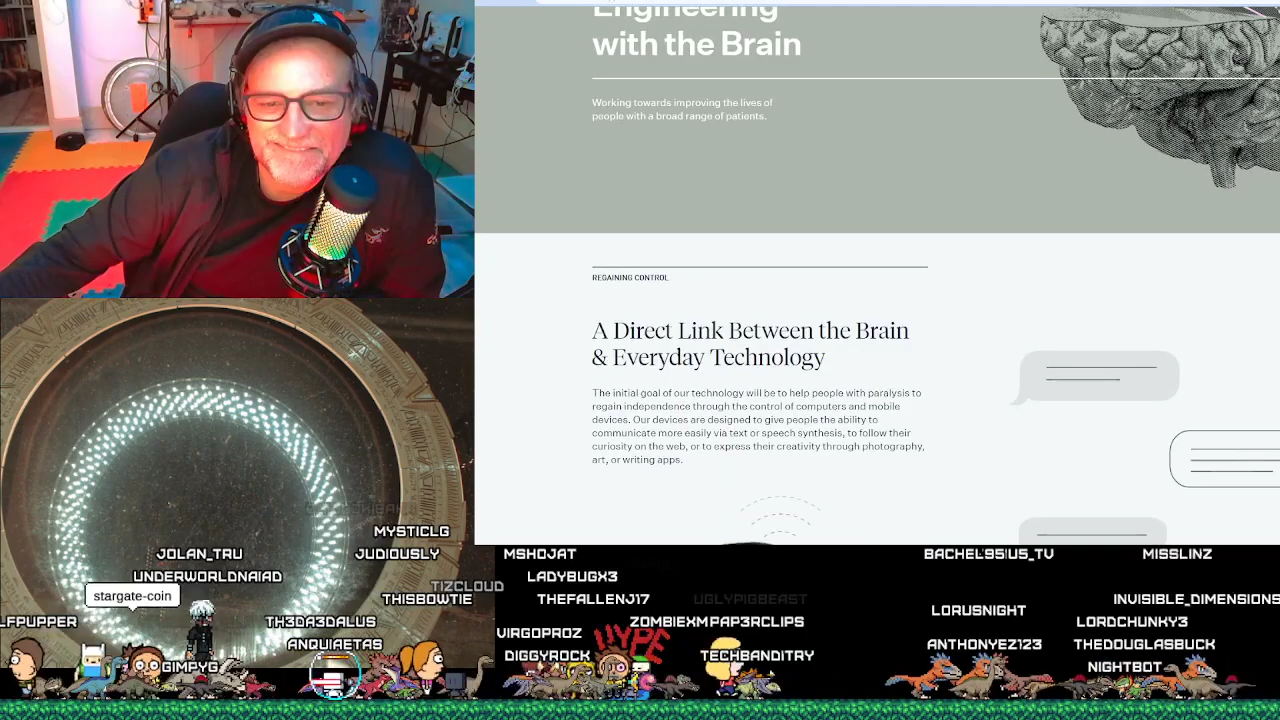 Engineering
with the Brain
Working towards improving the lives of
people with a broad range of patients.
REGAINING CONTROL
A Direct Link Between the Brain
& Everyday Technology
The initial goal of our technology will be to help people with paralysis to
regain independence through the control of computers and mobile
devices. Our devices are designed to give people the ability to
communicate more easily via text or speech synthesis, to follow their
curiosity on the web, or to express their creativity through photography,
art, or writing apps.
MYSTICLG
JOLAN_TRU
JUDIOUSLY
MSHOJAT
MISSLINZ
UNDERWORLDNAIAD
LADYBUGX3
TIZCLOUD
stargate-coin
THISBOWTIE
THEFALLENJ17
UGLYPIGBEAST
INVISIBLE_DIMENSIONS
LORUSNIGHT
LFPUPPER
TH3DA3DALUS
LORDCHUNKY3
VIRGOPROZ
HYPE
ANQUIAETAS
ANTHONYEZ123
THEDOUGLASBUCK
DIGGYROCK
TECHBANDITRY
GIMPYG
NIGHTBOT